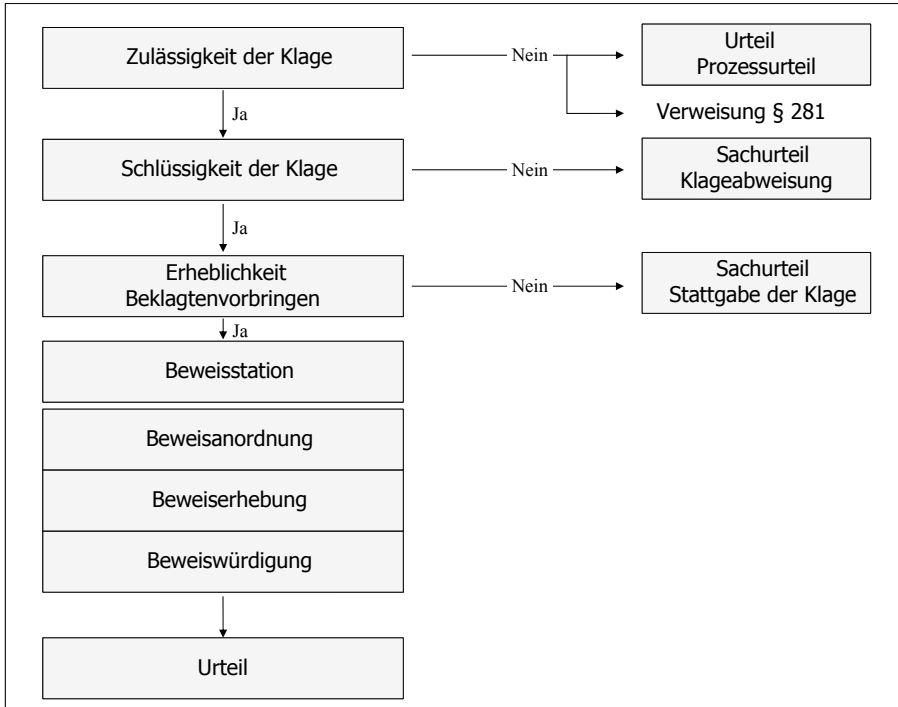 Zulässigkeit der Klage
Nein
Urteil
Prozessurteil
Ja
Verweisung § 281
Schlüssigkeit der Klage
Nein
Sachurteil
Klageabweisung
Ja
Erheblichkeit
Beklagtenvorbringen
Nein
Sachurteil
Stattgabe der Klage
Ja
Beweisstation
Beweisanordnung
Beweiserhebung
Beweiswürdigung
Urteil